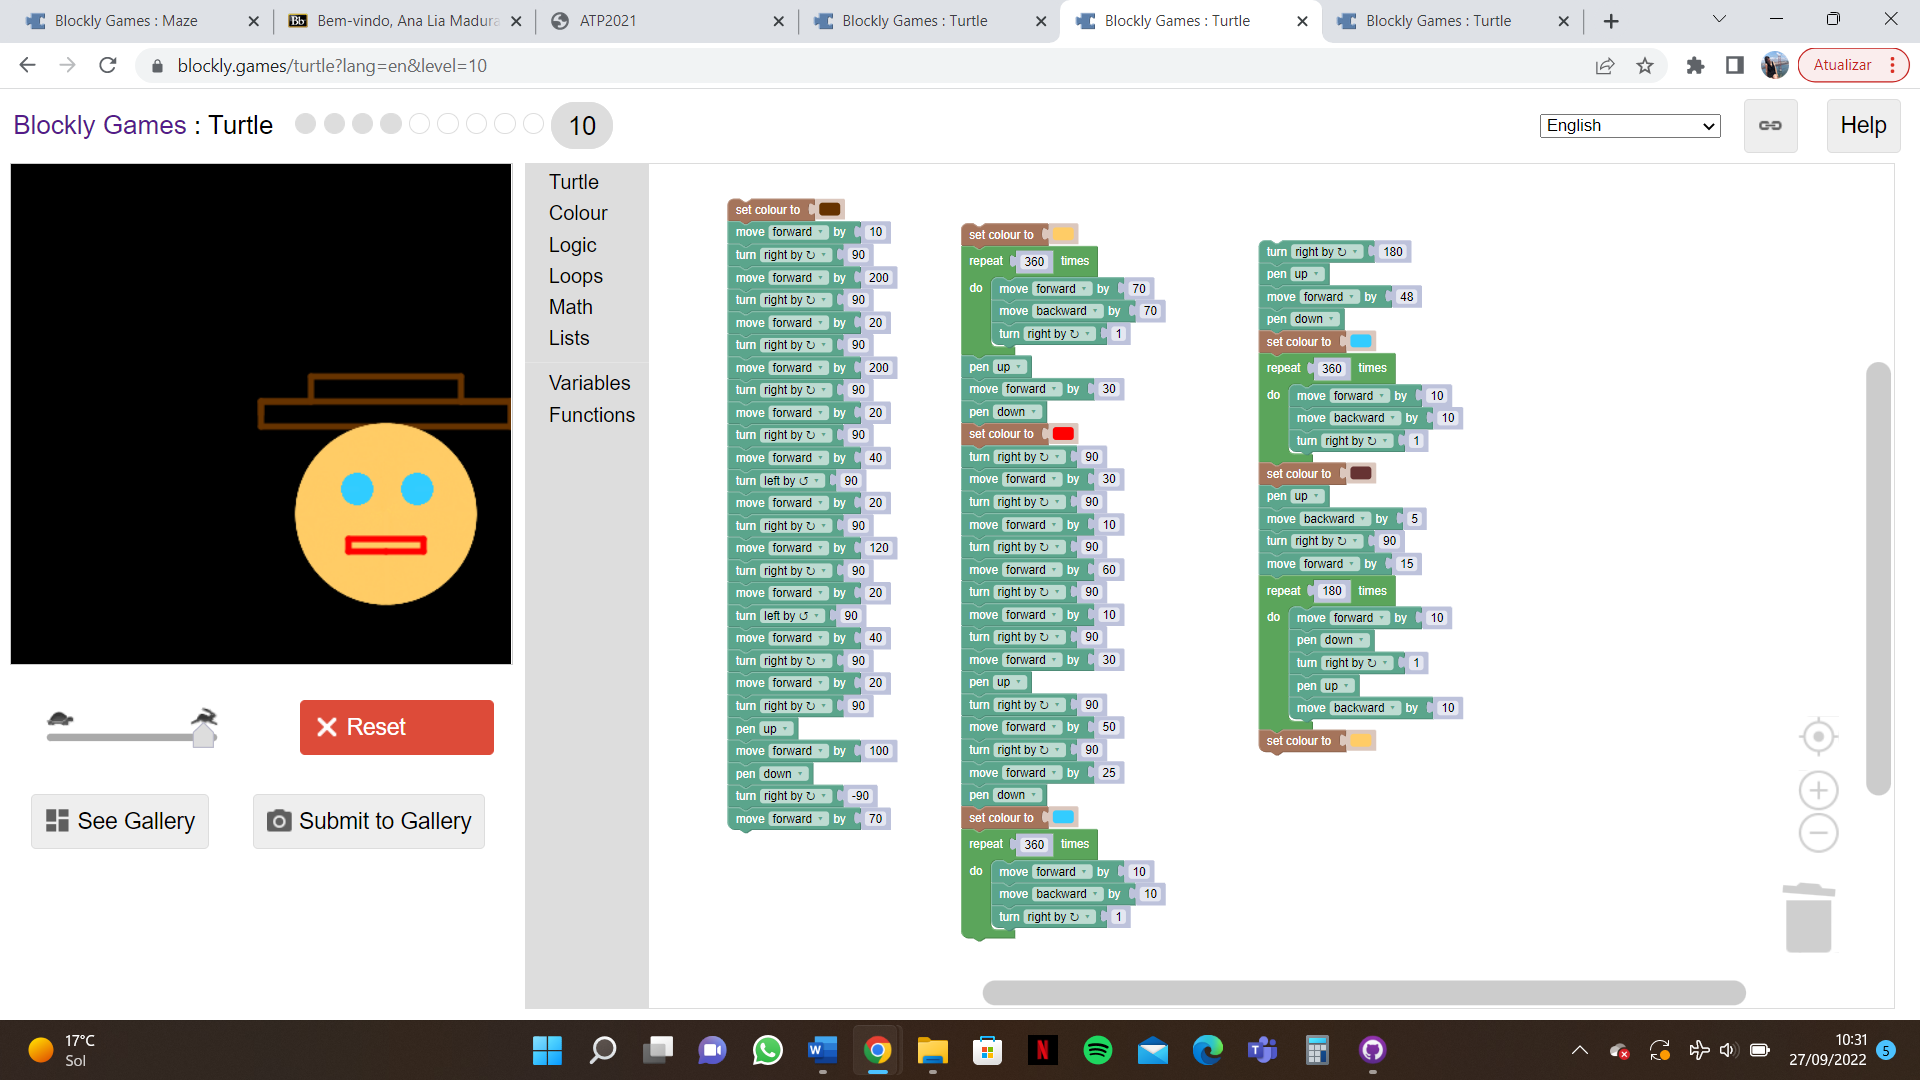 Blockly Games : Maze
Bb Bem-vindo, Ana Lia Madura
ATP2021
Blockly Games : Turtle
Blockly Games : Turtle
Blockly Games : Turtle
blockly.games/turtle?lang=en&level=10
Atualizar
Blockly Games : Turtle
10
English
Help
Turtle
Colour
Logic
Loops
Math
Lists
Variables
Functions
set colour to
move forward by 10
turn right by ↻ 90
move forward by 200
turn right by ↻ 90
move forward by 20
turn right by ↻ 90
move forward by 200
turn right by ↻ 90
move forward by 20
turn right by ↻ 90
move forward by 40
turn left by ↺ 90
move forward by 20
turn right by ↻ 90
move forward by 120
turn right by ↻ 90
move forward by 20
turn left by ↺ 90
move forward by 40
turn right by ↻ 90
move forward by 20
turn right by ↻ 90
pen up
move forward by 100
pen down
turn right by ↻ -90
move forward by 70
set colour to
repeat 360 times
do move forward by 70
move backward by 70
turn right by ↻ 1
pen up
move forward by 30
pen down
set colour to
turn right by ↻ 90
move forward by 30
turn right by ↻ 90
move forward by 10
turn right by ↻ 90
move forward by 60
turn right by ↻ 90
move forward by 10
turn right by ↻ 90
move forward by 30
pen up
turn right by ↻ 90
move forward by 50
turn right by ↻ 90
move forward by 25
pen down
set colour to
repeat 360 times
do move forward by 10
move backward by 10
turn right by ↻ 1
turn right by ↻ 180
pen up
move forward by 48
pen down
set colour to
repeat 360 times
do move forward by 10
move backward by 10
turn right by ↻ 1
set colour to
pen up
move backward by 5
turn right by ↻ 90
move forward by 15
repeat 180 times
do move forward by 10
pen down
turn right by ↻ 1
pen up
move backward by 10
set colour to
Reset
See Gallery
Submit to Gallery
17°C
Sol
10:31
27/09/2022
5